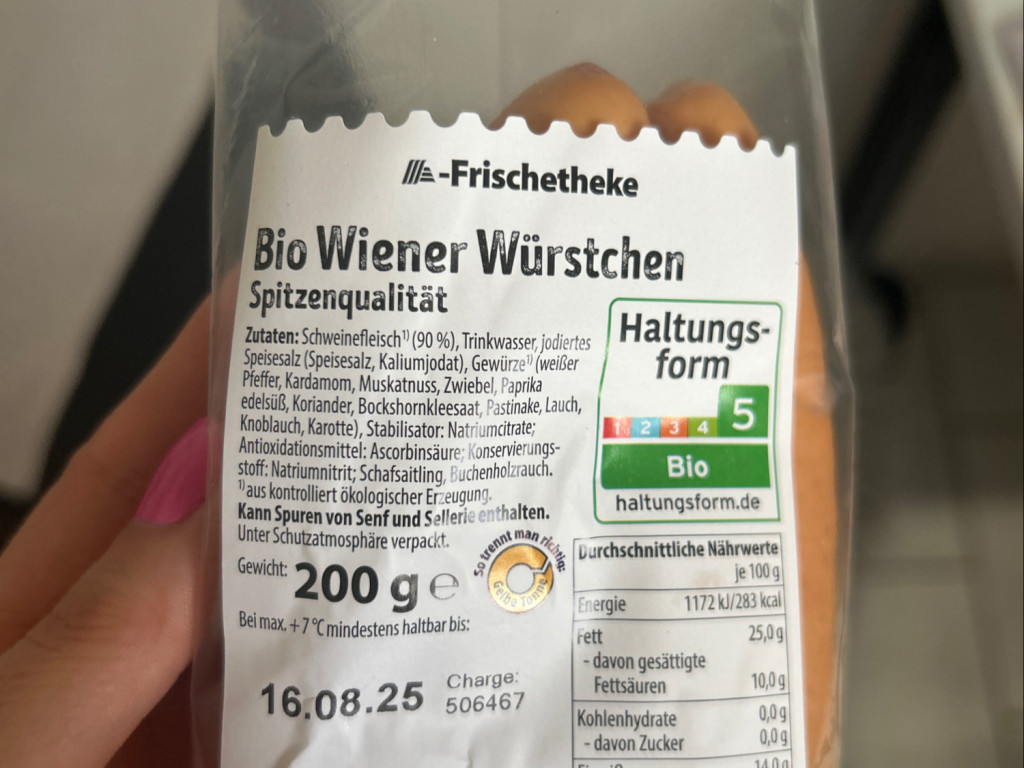 -Frischetheke
Bio Wiener Würstchen
Spitzenqualität
Zutaten: Schweinefleisch¹⁾ (90 %), Trinkwasser, jodiertes
Speisesalz (Speisesalz, Kaliumjodat), Gewürze¹⁾ (weißer
Pfeffer, Kardamom, Muskatnuss, Zwiebel, Paprika
edelsüß, Koriander, Bockshornkleesaat, Pastinake, Lauch,
Knoblauch, Karotte), Stabilisator: Natriumcitrate;
Antioxidationsmittel: Ascorbinsäure; Konservierungs-
stoff: Natriumnitrit; Schafsaitling, Buchenholzrauch.
¹⁾aus kontrolliert ökologischer Erzeugung.
Kann Spuren von Senf und Sellerie enthalten.
Unter Schutzatmosphäre verpackt.
Gewicht: 200 g e
So trennt man richtig:
Gelbe Tonne
Bei max. +7 °C mindestens haltbar bis:
16.08.25
Charge:
506467
Haltungs-
form
1 2 3 4 5
Bio
haltungsform.de
Durchschnittliche Nährwerte
je 100 g
Energie 1172 kJ/283 kcal
Fett 25,0 g
- davon gesättigte
Fettsäuren 10,0 g
Kohlenhydrate 0,0 g
- davon Zucker 0,0 g